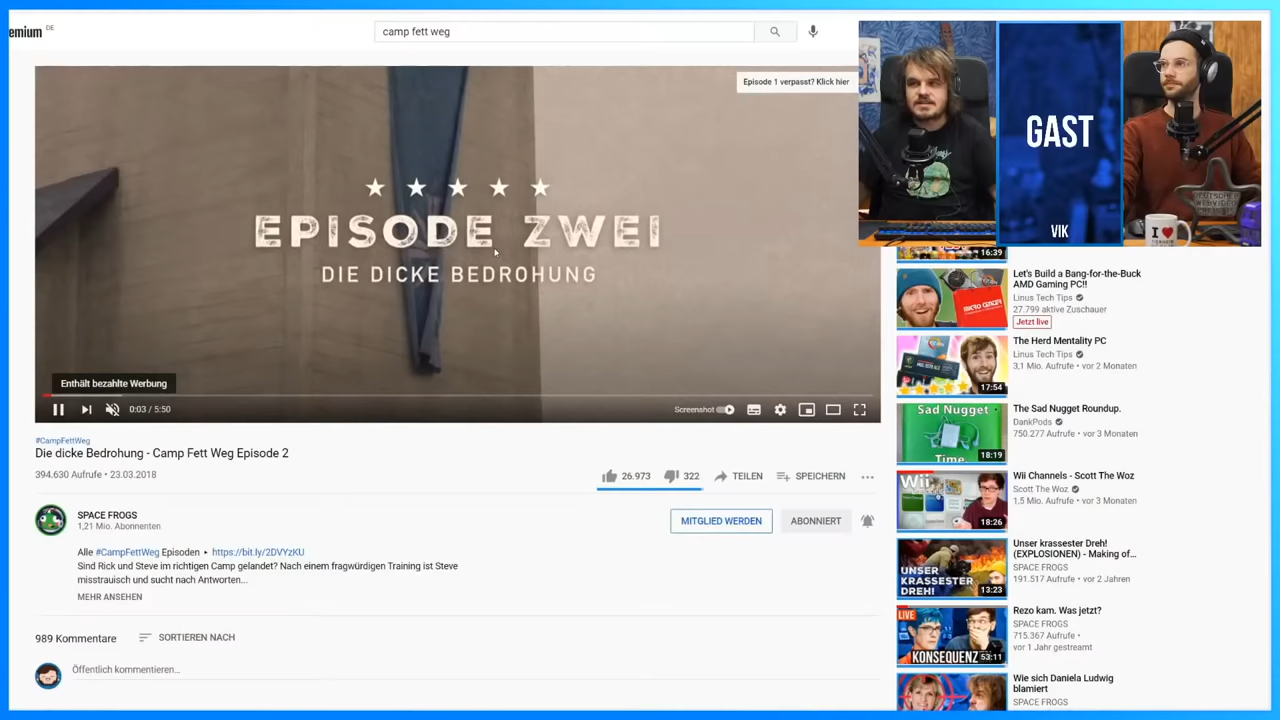 emium DE
camp fett weg
Episode 1 verpasst? Klick hier
EPISODE ZWEI
DIE DICKE BEDROHUNG
Enthält bezahlte Werbung
0:03 / 5:50
Screenshot
#CampFettWeg
Die dicke Bedrohung - Camp Fett Weg Episode 2
394.630 Aufrufe • 23.03.2018
26.973
322
TEILEN
SPEICHERN
SPACE FROGS
1,21 Mio. Abonnenten
MITGLIED WERDEN
ABONNIERT
Alle #CampFettWeg Episoden ▸ https://bit.ly/2DVYzKU
Sind Rick und Steve im richtigen Camp gelandet? Nach einem fragwürdigen Training ist Steve
misstrauisch und sucht nach Antworten...
MEHR ANSEHEN
989 Kommentare
SORTIEREN NACH
Öffentlich kommentieren...
GAST
VIK
DEUTSCHER
WEBVIDEO
I ♥
16:39
Let's Build a Bang-for-the-Buck
AMD Gaming PC!!
Linus Tech Tips
27.799 aktive Zuschauer
Jetzt live
MICRO CENTER
The Herd Mentality PC
Linus Tech Tips
3,1 Mio. Aufrufe • vor 2 Monaten
17:54
Sad Nugget
Time.
18:19
The Sad Nugget Roundup.
DankPods
750.277 Aufrufe • vor 3 Monaten
Wii
18:26
Wii Channels - Scott The Woz
Scott The Woz
1,5 Mio. Aufrufe • vor 3 Monaten
UNSER
KRASSESTER
DREH!
13:23
Unser krassester Dreh!
(EXPLOSIONEN) - Making of...
SPACE FROGS
191.517 Aufrufe • vor 2 Jahren
LIVE
KONSEQUENZ
53:11
Rezo kam. Was jetzt?
SPACE FROGS
715.367 Aufrufe •
vor 1 Jahr gestreamt
Wie sich Daniela Ludwig
blamiert
SPACE FROGS